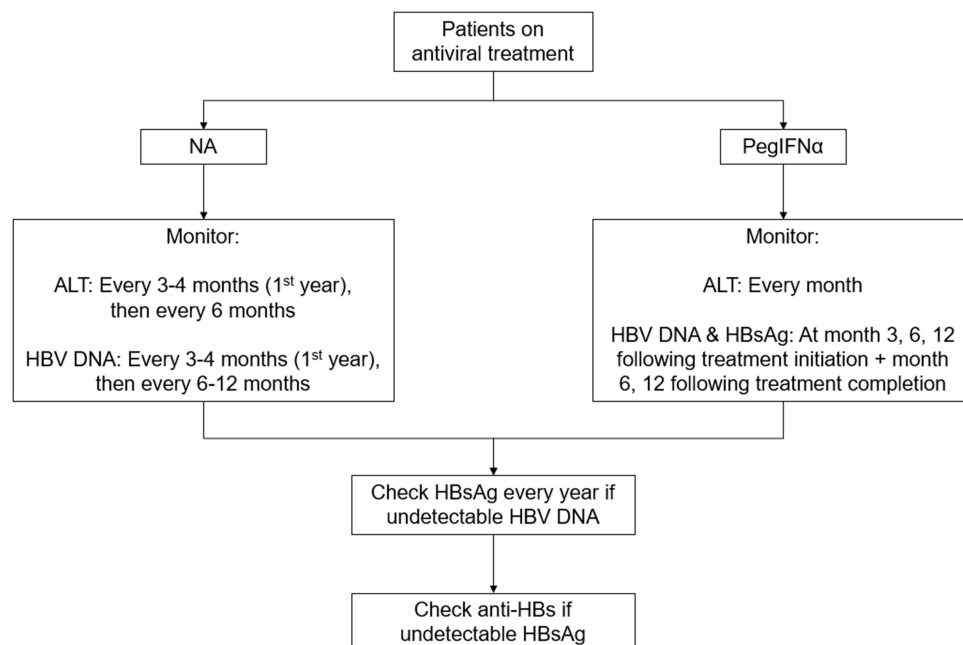 Patients on
antiviral treatment
NA
PegIFNα
Monitor:
ALT: Every 3-4 months (1st year),
then every 6 months
HBV DNA: Every 3-4 months (1st year),
then every 6-12 months
Monitor:
ALT: Every month
HBV DNA & HBsAg: At month 3, 6, 12
following treatment initiation + month
6, 12 following treatment completion
Check HBsAg every year if
undetectable HBV DNA
Check anti-HBs if
undetectable HBsAg